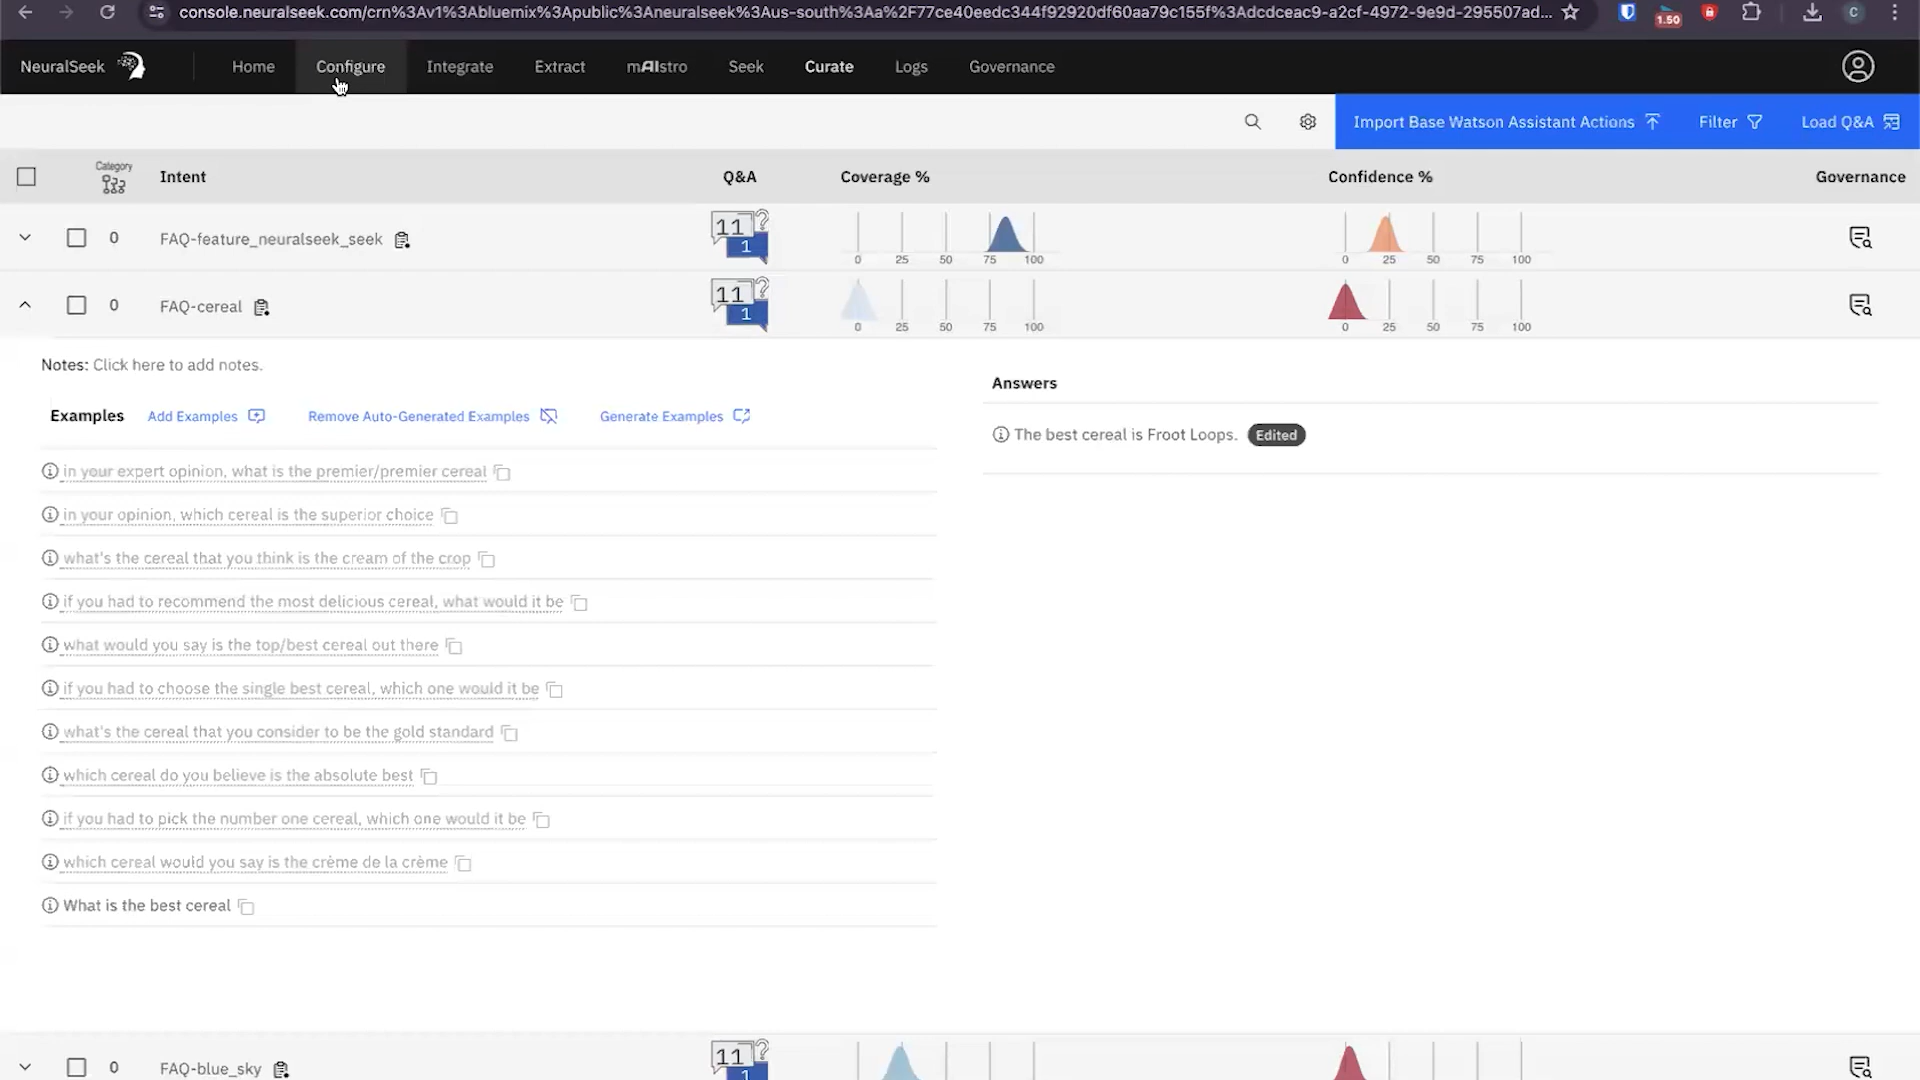 console.neuralseek.com/crn%3Av1%3Abluemix%3Apublic%3Aneuralseek%3Aus-south%3Aa%2F77ce40eedc344f92920df60aa79c155f%3Adcdceac9-a2cf-4972-9e9d-295507ad...
1.50
C
NeuralSeek
Home
Configure
Integrate
Extract
mAIstro
Seek
Curate
Logs
Governance
Import Base Watson Assistant Actions
Filter
Load Q&A
Category
Intent
Q&A
Coverage %
Confidence %
Governance
0
FAQ-feature_neuralseek_seek
11
?
1
0 25 50 75 100
0 25 50 75 100
0
FAQ-cereal
11
?
1
0 25 50 75 100
0 25 50 75 100
Notes: Click here to add notes.
Examples
Add Examples
Remove Auto-Generated Examples
Generate Examples
in your expert opinion, what is the premier/premier cereal
in your opinion, which cereal is the superior choice
what's the cereal that you think is the cream of the crop
if you had to recommend the most delicious cereal, what would it be
what would you say is the top/best cereal out there
if you had to choose the single best cereal, which one would it be
what's the cereal that you consider to be the gold standard
which cereal do you believe is the absolute best
if you had to pick the number one cereal, which one would it be
which cereal would you say is the crème de la crème
What is the best cereal
Answers
The best cereal is Froot Loops.
Edited
0
FAQ-blue_sky
11
?
1